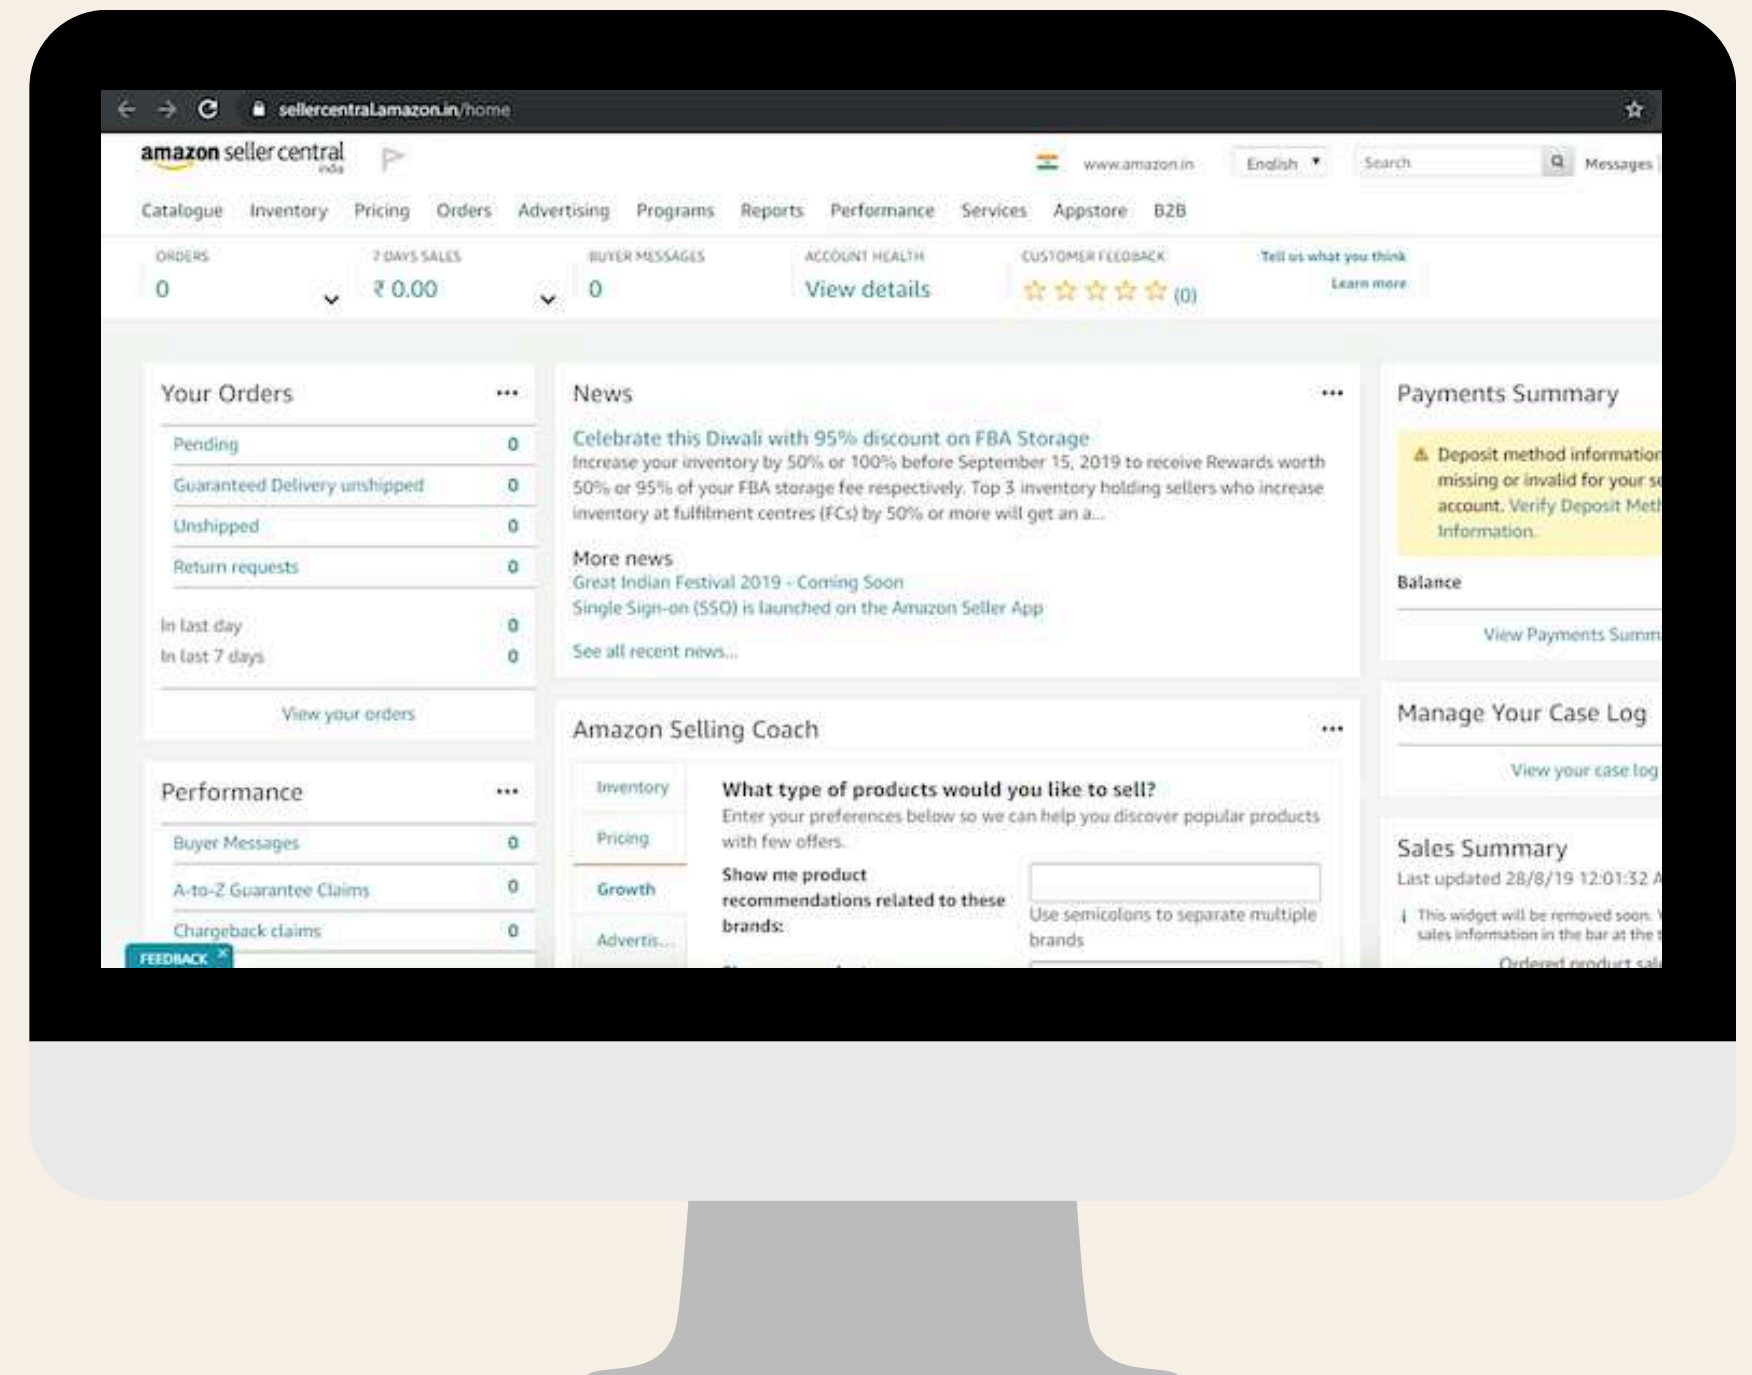 sellercentral.amazon.in/home
amazon seller central
india
www.amazon.in
English
Search
Messages
Catalogue Inventory Pricing Orders Advertising Programs Reports Performance Services Appstore B2B
ORDERS
0
7 DAYS SALES
₹ 0.00
BUYER MESSAGES
0
ACCOUNT HEALTH
View details
CUSTOMER FEEDBACK
(0)
Tell us what you think
Learn more
Your Orders
Pending 0
Guaranteed Delivery unshipped 0
Unshipped 0
Return requests 0
In last day 0
In last 7 days 0
View your orders
Performance
Buyer Messages 0
A-to-Z Guarantee Claims 0
Chargeback claims 0
FEEDBACK
News
Celebrate this Diwali with 95% discount on FBA Storage
Increase your inventory by 50% or 100% before September 15, 2019 to receive Rewards worth
50% or 95% of your FBA storage fee respectively. Top 3 inventory holding sellers who increase
inventory at fulfilment centres (FCs) by 50% or more will get an a...
More news
Great Indian Festival 2019 - Coming Soon
Single Sign-on (SSO) is launched on the Amazon Seller App
See all recent news...
Amazon Selling Coach
Inventory
Pricing
Growth
Advertis...
What type of products would you like to sell?
Enter your preferences below so we can help you discover popular products
with few offers.
Show me product
recommendations related to these
brands:
Use semicolons to separate multiple
brands
Payments Summary
Deposit method information
missing or invalid for your
account. Verify Deposit
Information.
Balance
View Payments
Manage Your Case Log
View your case log
Sales Summary
Last updated 28/8/19 12:01:32
This widget will be removed soon.
sales information in the bar at the
Ordered product